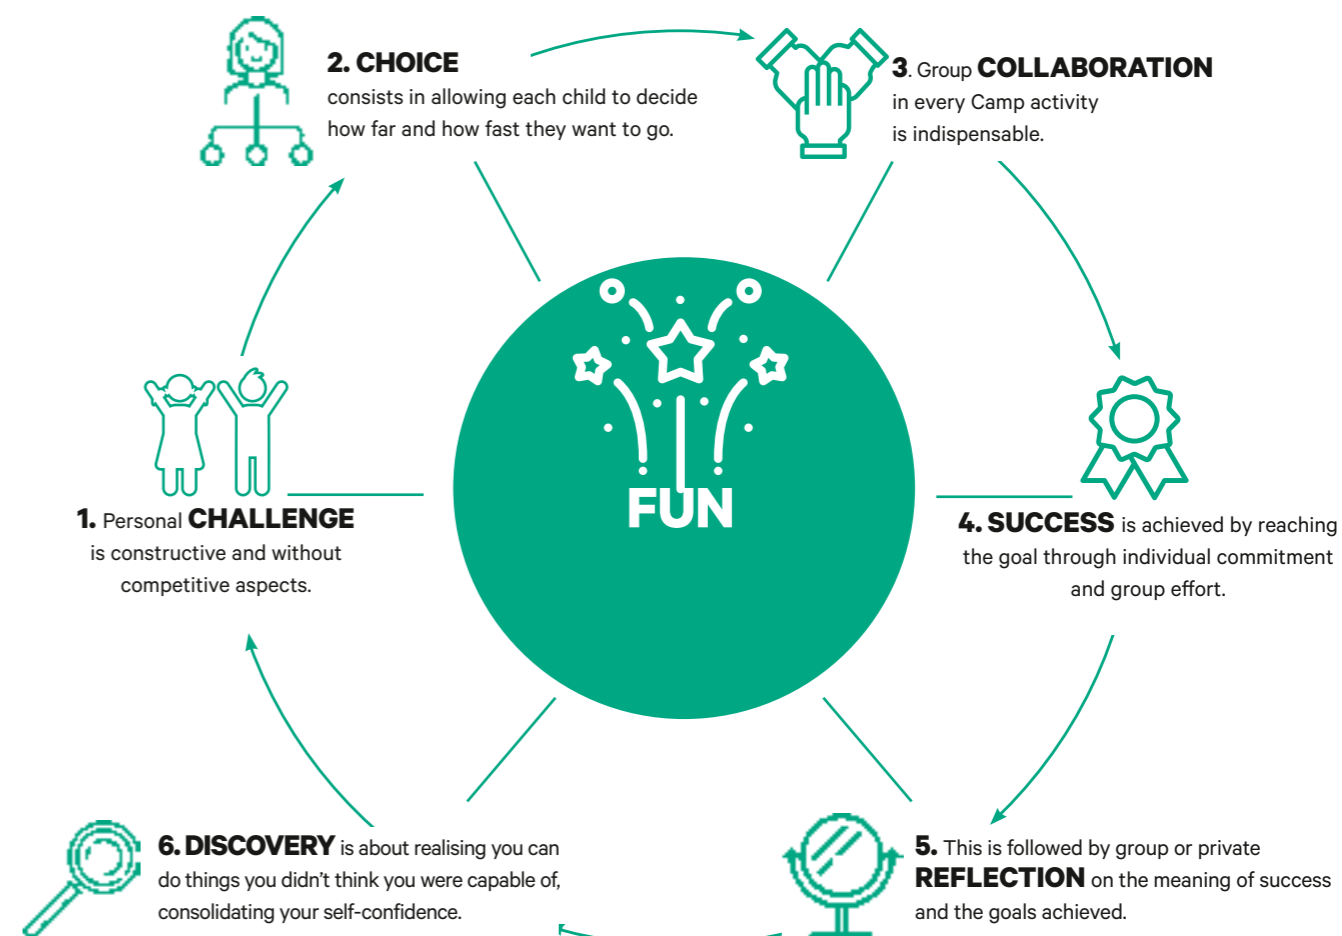 2. CHOICE
consists in allowing each child to decide
how far and how fast they want to go.
3. Group COLLABORATION
in every Camp activity
is indispensable.
FUN
1. Personal CHALLENGE
is constructive and without
competitive aspects.
4. SUCCESS is achieved by reaching
the goal through individual commitment
and group effort.
6. DISCOVERY is about realising you can
do things you didn’t think you were capable of,
consolidating your self-confidence.
5. This is followed by group or private
REFLECTION on the meaning of success
and the goals achieved.